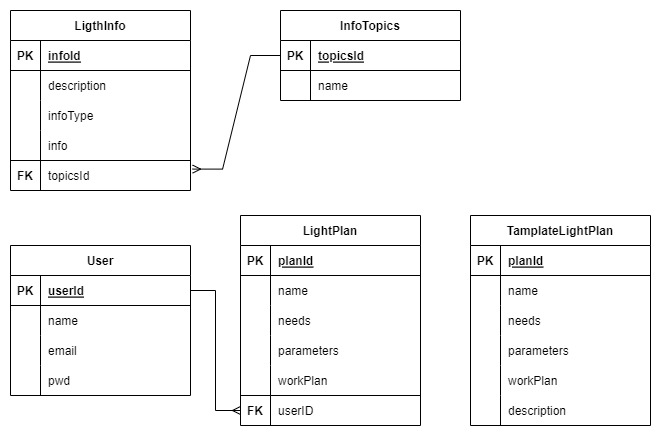 LigthInfo
PK infoId
description
infoType
info
FK topicsId
InfoTopics
PK topicsId
name
User
PK userId
name
email
pwd
LightPlan
PK planId
name
needs
parameters
workPlan
FK userID
TamplateLightPlan
PK planId
name
needs
parameters
workPlan
description